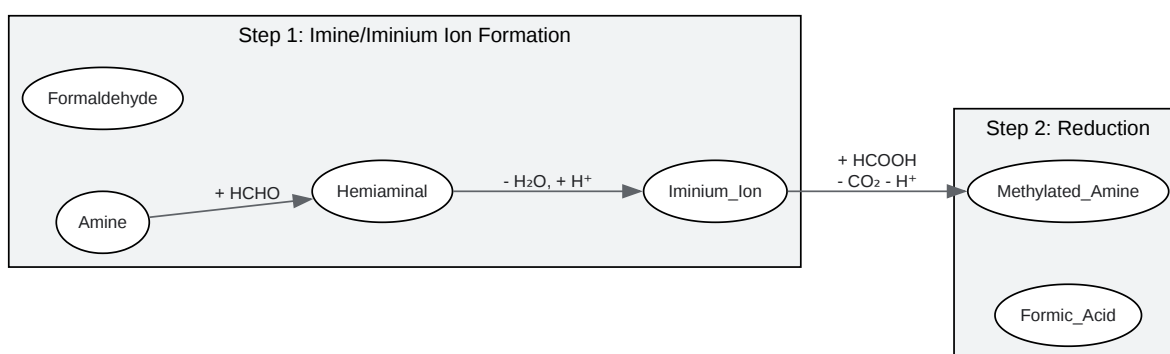 Step 1: Imine/Iminium Ion Formation
Formaldehyde
Amine
+ HCHO
Hemiaminal
- H₂O, + H⁺
Iminium_Ion
+ HCOOH
- CO₂ - H⁺
Step 2: Reduction
Methylated_Amine
Formic_Acid